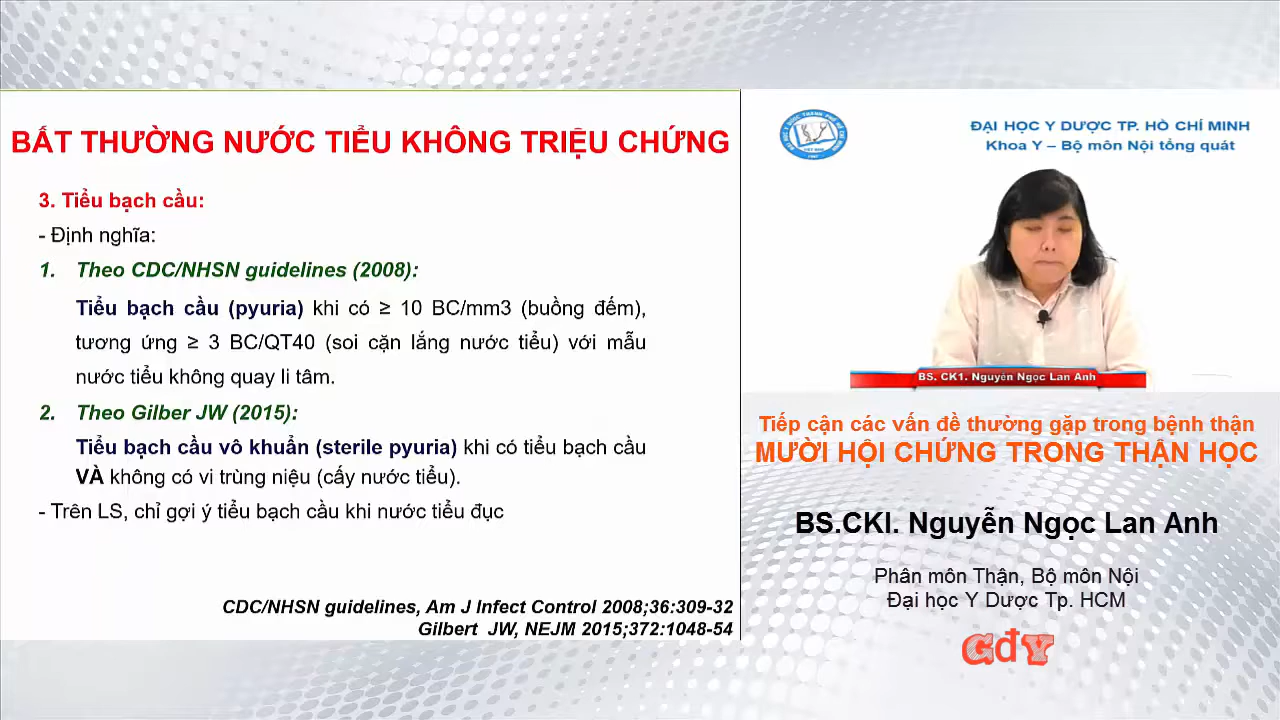 BẤT THƯỜNG NƯỚC TIỂU KHÔNG TRIỆU CHỨNG
3. Tiểu bạch cầu:
- Định nghĩa:
1. Theo CDC/NHSN guidelines (2008):
Tiểu bạch cầu (pyuria) khi có ≥ 10 BC/mm3 (buồng đếm),
tương ứng ≥ 3 BC/QT40 (soi cặn lắng nước tiểu) với mẫu
nước tiểu không quay li tâm.
2. Theo Gilber JW (2015):
Tiểu bạch cầu vô khuẩn (sterile pyuria) khi có tiểu bạch cầu
VÀ không có vi trùng niệu (cấy nước tiểu).
- Trên LS, chỉ gợi ý tiểu bạch cầu khi nước tiểu đục
CDC/NHSN guidelines, Am J Infect Control 2008;36:309-32
Gilbert JW, NEJM 2015;372:1048-54
ĐẠI HỌC Y DƯỢC TP. HỒ CHÍ MINH
Khoa Y – Bộ môn Nội tổng quát
BS. CK1. Nguyễn Ngọc Lan Anh
Tiếp cận các vấn đề thường gặp trong bệnh thận
MƯỜI HỘI CHỨNG TRONG THẬN HỌC
BS.CKI. Nguyễn Ngọc Lan Anh
Phân môn Thận, Bộ môn Nội
Đại học Y Dược Tp. HCM
GđY